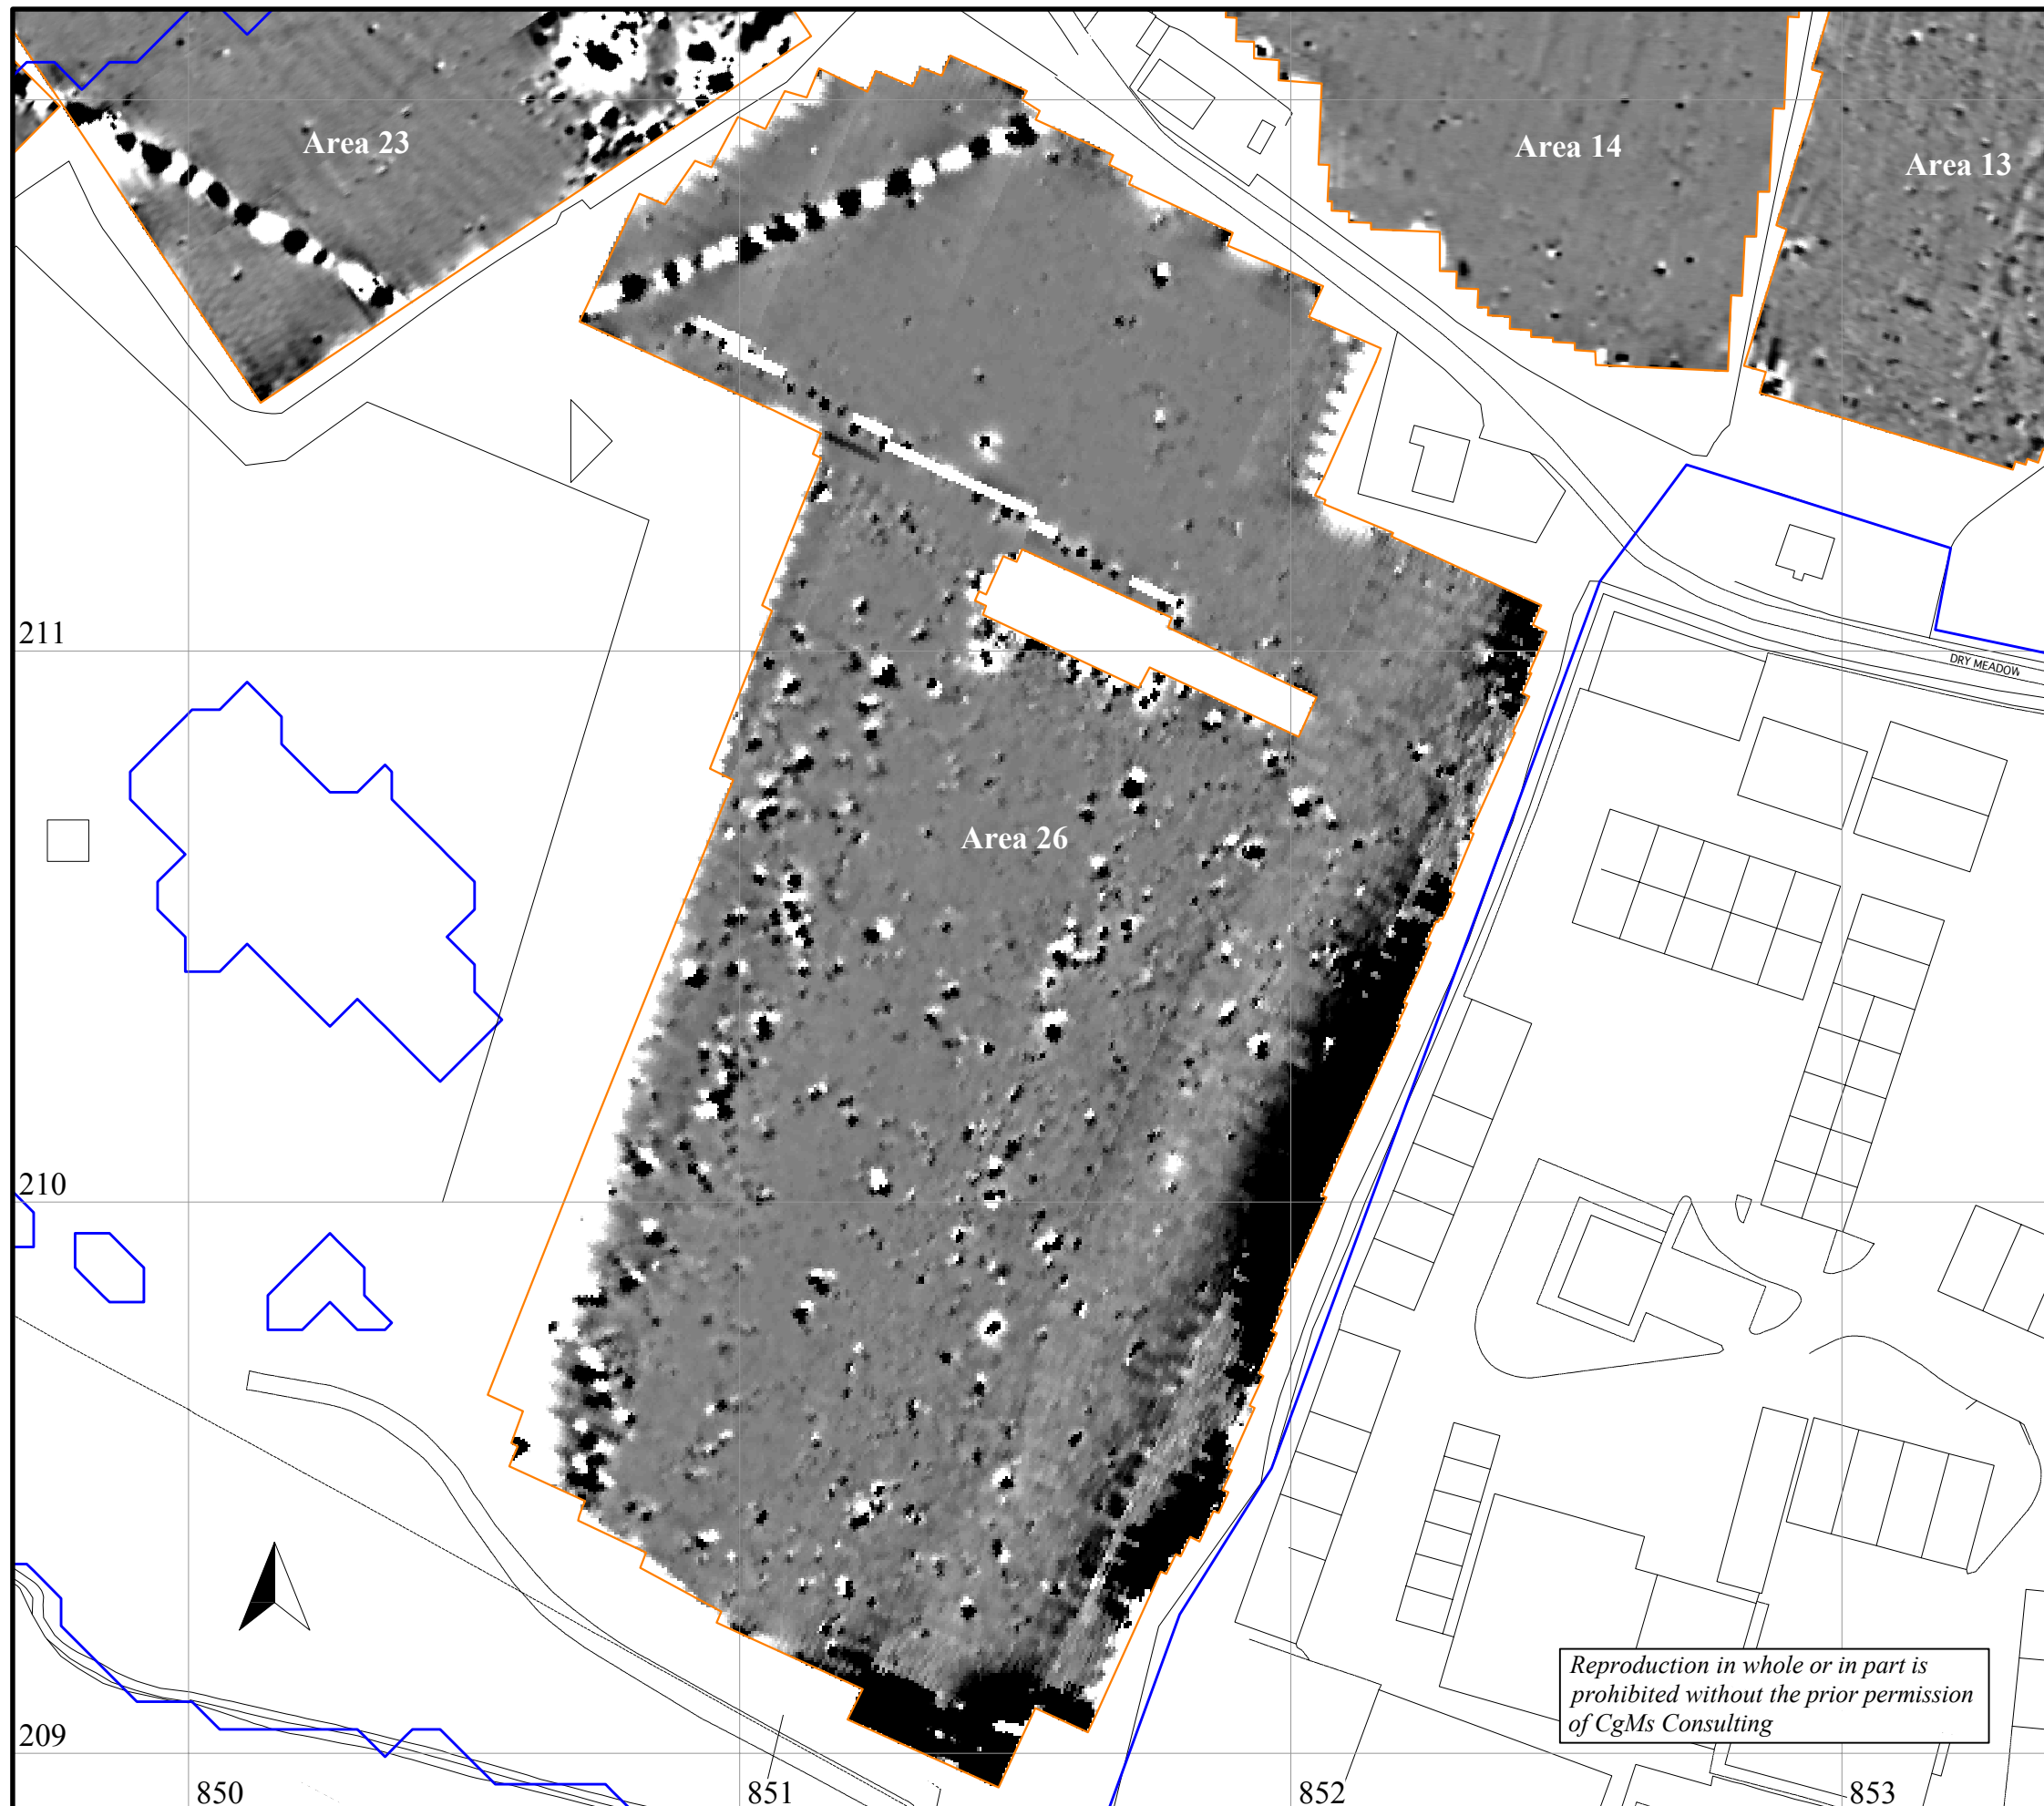 Area 23
Area 14
Area 13
211
DRY MEADOW
Area 26
210
Reproduction in whole or in part is
prohibited without the prior permission
of CgMs Consulting
209
850
851
852
853